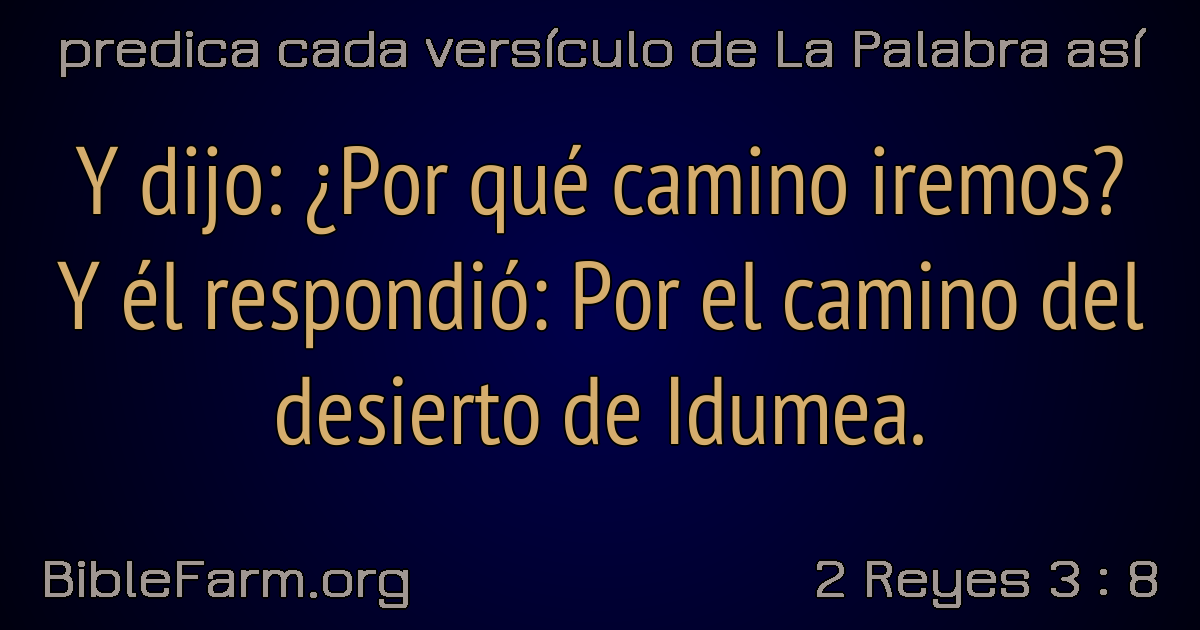 predica cada versículo de La Palabra así
Y dijo: ¿Por qué camino iremos?
Y él respondió: Por el camino del
desierto de Idumea.
BibleFarm.org
2 Reyes 3 : 8